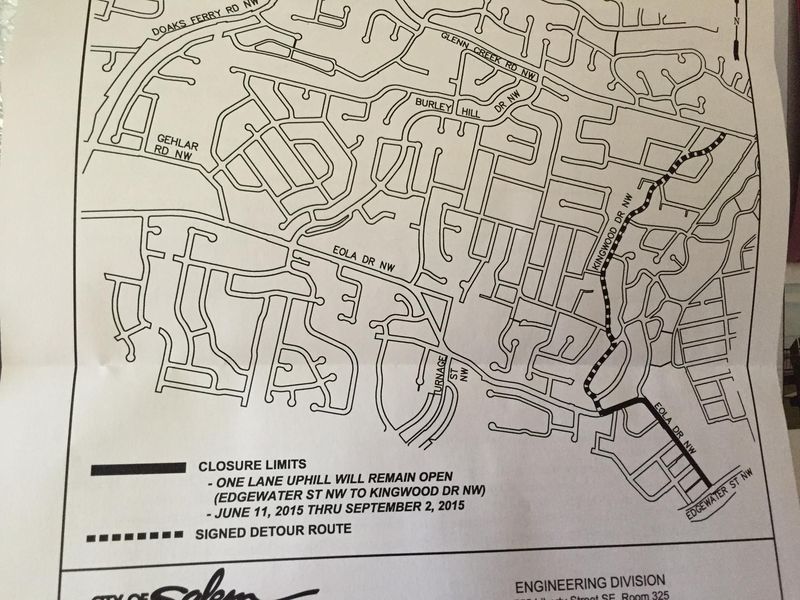 DOAKS FERRY RD NW
N
GLENN CREEK RD NW
BURLEY HILL DR NW
GEHLAR
RD NW
KINGWOOD DR NW
EOLA DR NW
TURNAGE
ST NW
EOLA DR NW
EDGEWATER ST NW
CLOSURE LIMITS
- ONE LANE UPHILL WILL REMAIN OPEN
(EDGEWATER ST NW TO KINGWOOD DR NW)
- JUNE 11, 2015 THRU SEPTEMBER 2, 2015
SIGNED DETOUR ROUTE
CITY OF Salem
ENGINEERING DIVISION
Liberty Street SE, Room 325